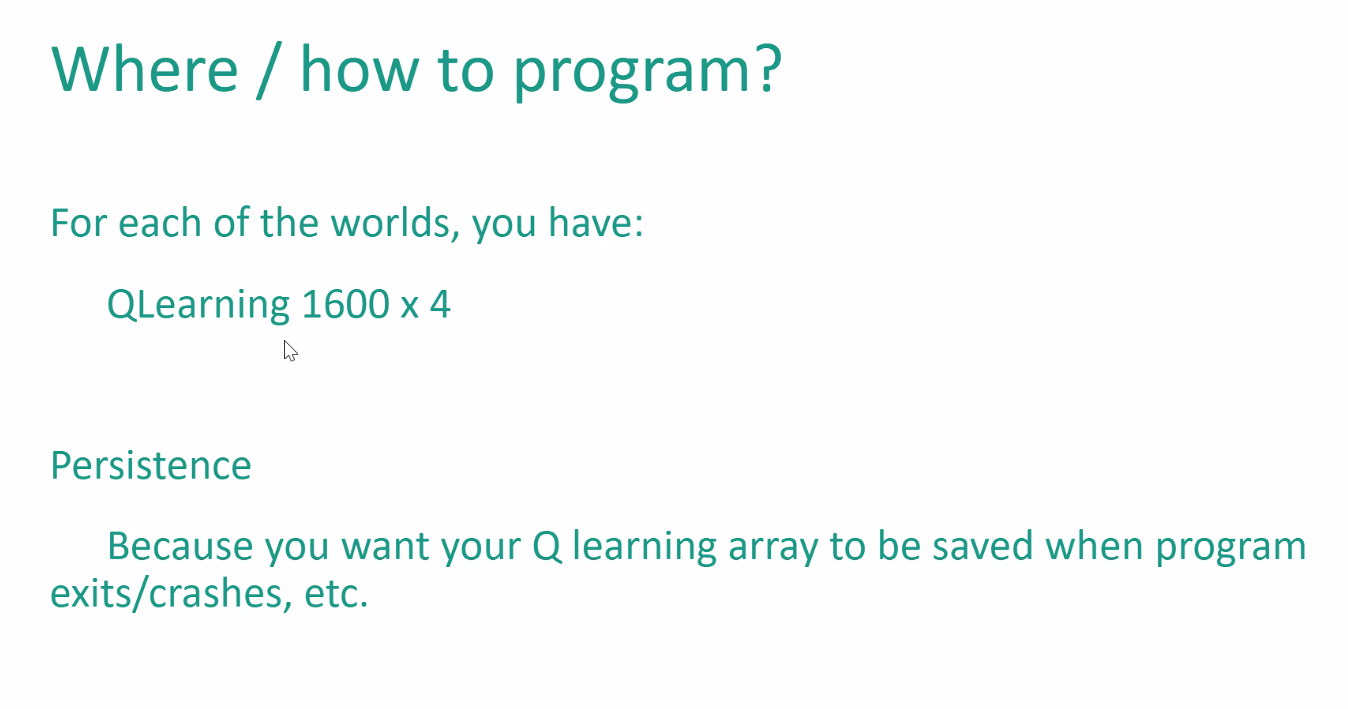 Where / how to program?
For each of the worlds, you have:
QLearning 1600 x 4
Persistence
Because you want your Q learning array to be saved when program
exits/crashes, etc.